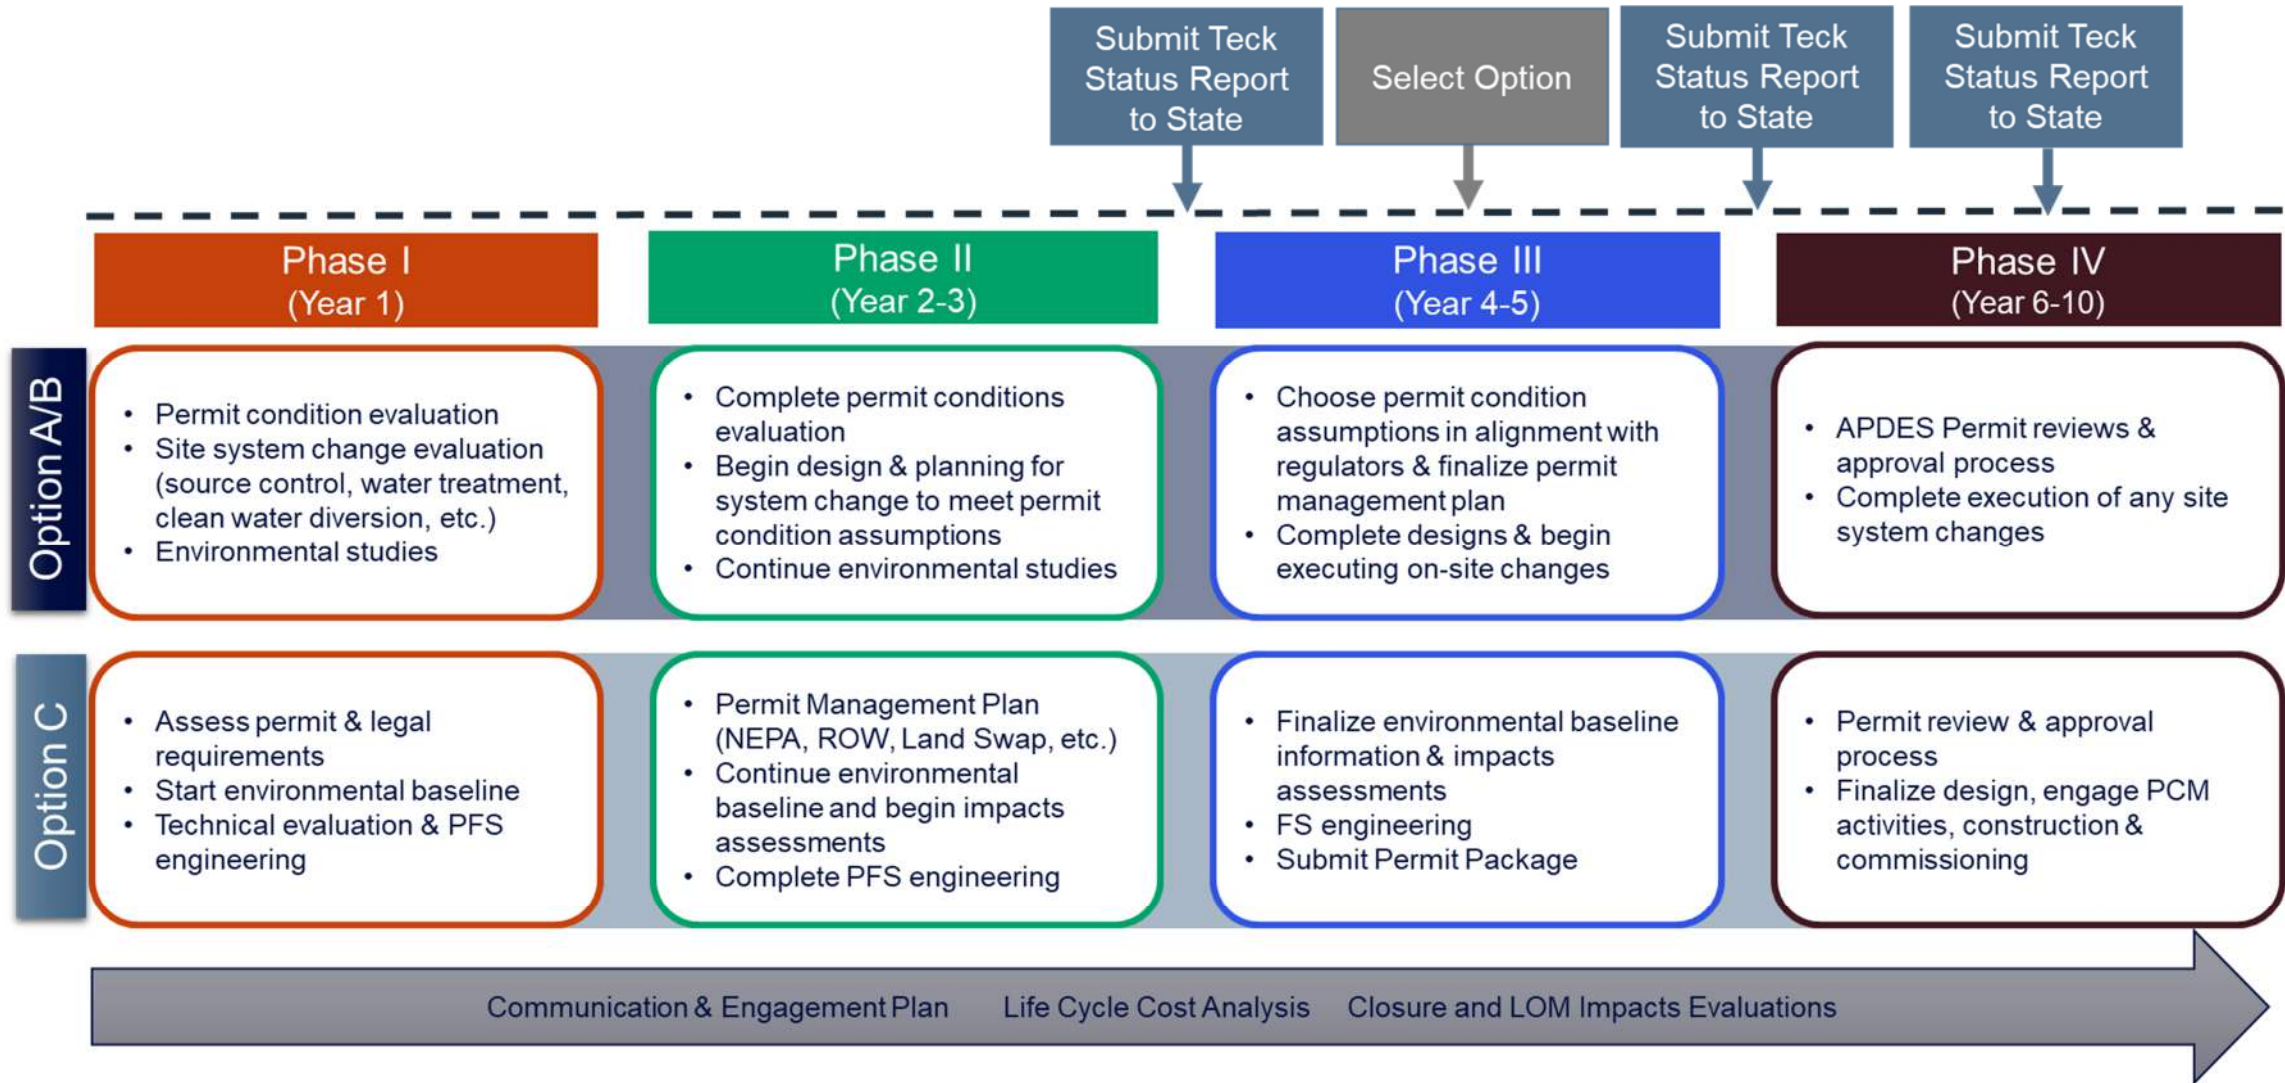 Submit Teck
Status Report
to State
Select Option
Submit Teck
Status Report
to State
Submit Teck
Status Report
to State
Phase I
(Year 1)
Phase II
(Year 2-3)
Phase III
(Year 4-5)
Phase IV
(Year 6-10)
Option A/B
• Permit condition evaluation
• Site system change evaluation
(source control, water treatment,
clean water diversion, etc.)
• Environmental studies
• Complete permit conditions
evaluation
• Begin design & planning for
system change to meet permit
condition assumptions
• Continue environmental studies
• Choose permit condition
assumptions in alignment with
regulators & finalize permit
management plan
• Complete designs & begin
executing on-site changes
• APDES Permit reviews &
approval process
• Complete execution of any site
system changes
Option C
• Assess permit & legal
requirements
• Start environmental baseline
• Technical evaluation & PFS
engineering
• Permit Management Plan
(NEPA, ROW, Land Swap, etc.)
• Continue environmental
baseline and begin impacts
assessments
• Complete PFS engineering
• Finalize environmental baseline
information & impacts
assessments
• FS engineering
• Submit Permit Package
• Permit review & approval
process
• Finalize design, engage PCM
activities, construction &
commissioning
Communication & Engagement Plan Life Cycle Cost Analysis Closure and LOM Impacts Evaluations